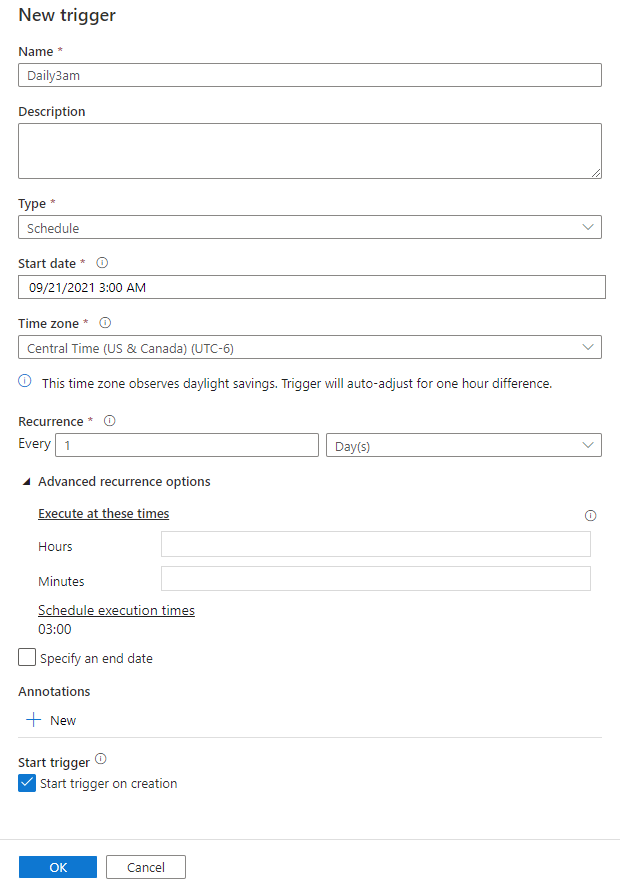 New trigger
Name *
Daily3am
Description
Type *
Schedule
Start date *
09/21/2021 3:00 AM
Time zone *
Central Time (US & Canada) (UTC-6)
This time zone observes daylight savings. Trigger will auto-adjust for one hour difference.
Recurrence *
Every 1 Day(s)
Advanced recurrence options
Execute at these times
Hours
Minutes
Schedule execution times
03:00
Specify an end date
Annotations
New
Start trigger
Start trigger on creation
OK Cancel